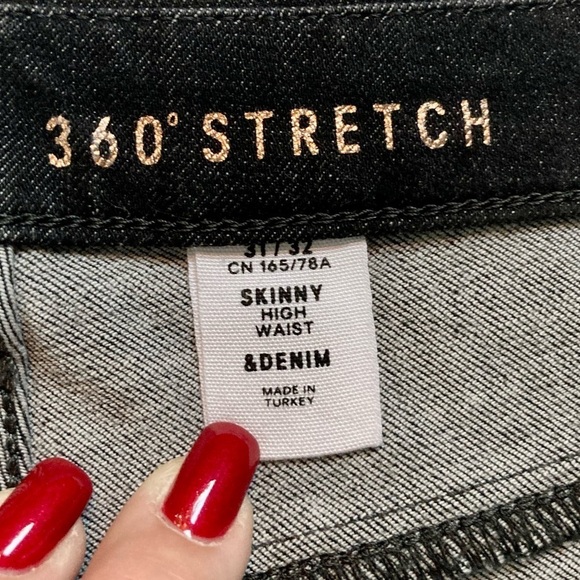 360° STRETCH
31/32
CN 165/78A
SKINNY
HIGH
WAIST
&DENIM
MADE IN
TURKEY